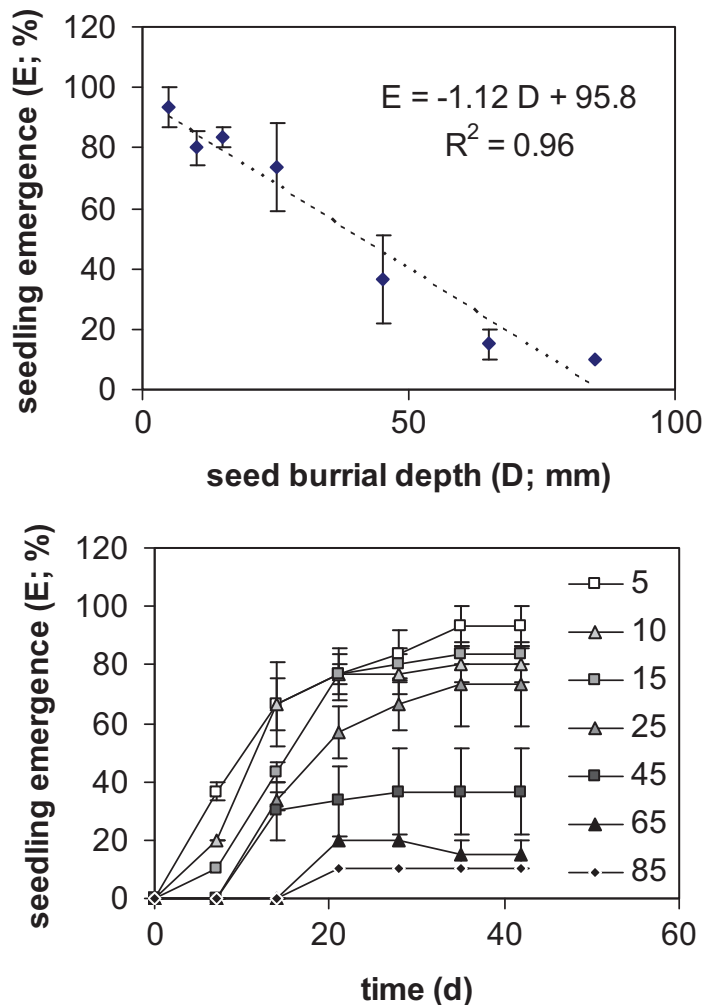 120
100
80
60
40
20
0
seedling emergence (E; %)
E = -1.12 D + 95.8
R² = 0.96
0 50 100
seed burrial depth (D; mm)
120
100
80
60
40
20
0
seedling emergence (E; %)
5
10
15
25
45
65
85
0 20 40 60
time (d)